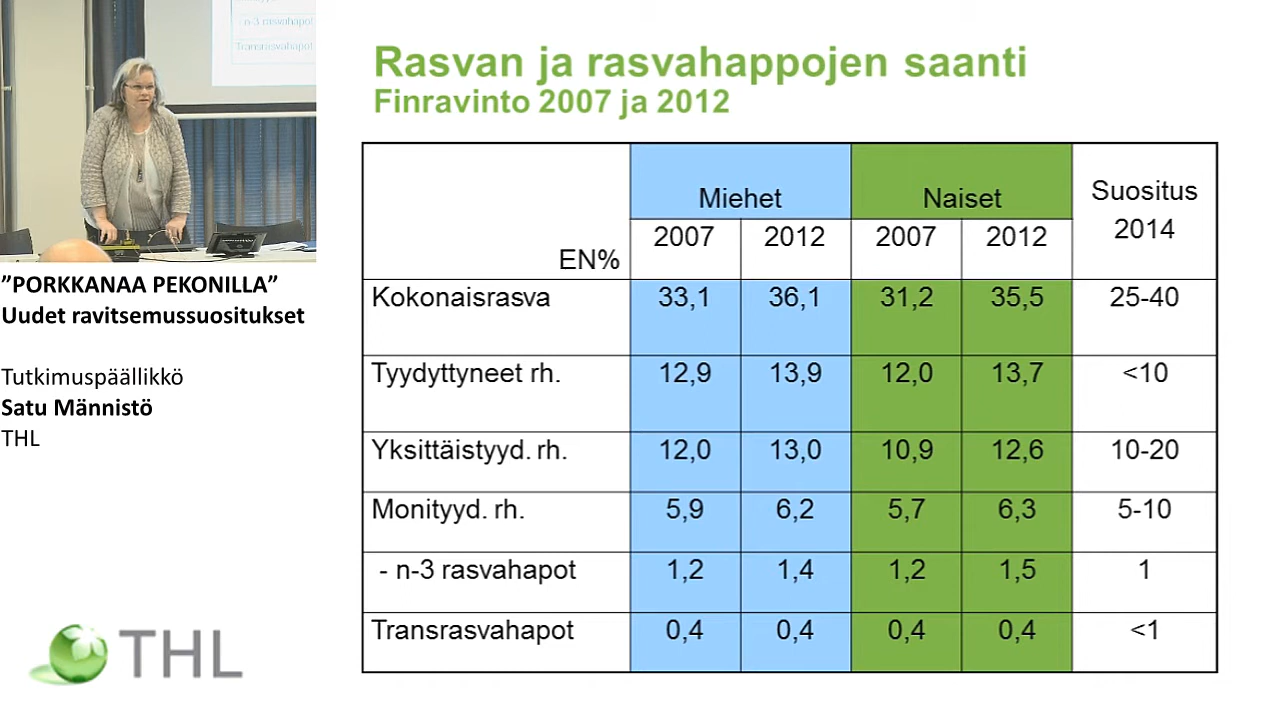 - n-3 rasvahapot
Transrasvahapot
”PORKKANAA PEKONILLA”
Uudet ravitsemussuositukset
Tutkimuspäällikkö
Satu Männistö
THL
THL
Rasvan ja rasvahappojen saanti
Finravinto 2007 ja 2012
EN% Miehet Naiset Suositus 2014
2007 2012 2007 2012
Kokonaisrasva 33,1 36,1 31,2 35,5 25-40
Tyydyttyneet rh. 12,9 13,9 12,0 13,7 <10
Yksittäistyyd. rh. 12,0 13,0 10,9 12,6 10-20
Monityyd. rh. 5,9 6,2 5,7 6,3 5-10
- n-3 rasvahapot 1,2 1,4 1,2 1,5 1
Transrasvahapot 0,4 0,4 0,4 0,4 <1